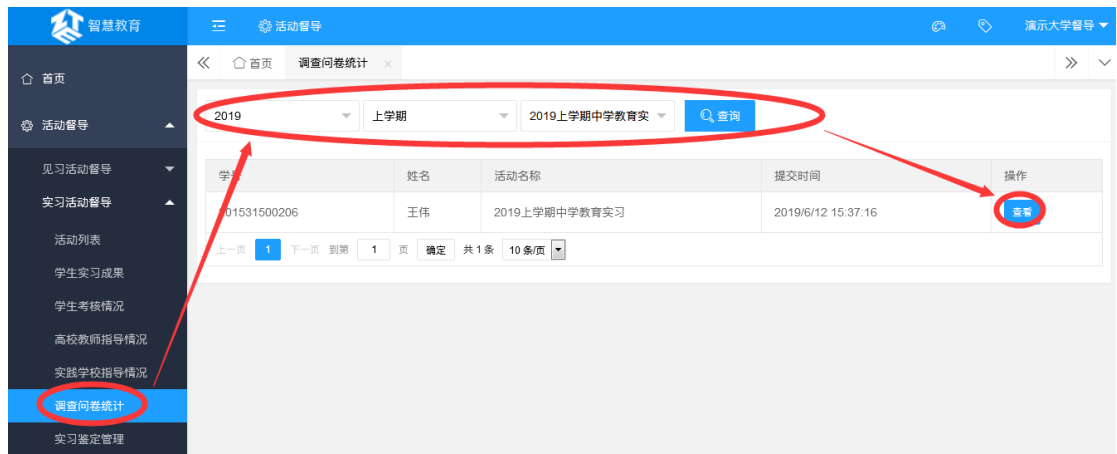 智慧教育
活动督导
演示大学督导
首页
调查问卷统计
首页
活动督导
见习活动督导
实习活动督导
活动列表
学生实习成果
学生考核情况
高校教师指导情况
实践学校指导情况
调查问卷统计
实习鉴定管理
2019 上学期 2019上学期中学教育实 查询
学号 姓名 活动名称 提交时间 操作
201531500206 王伟 2019上学期中学教育实习 2019/6/12 15:37:16 查看
上一页 1 下一页 到第 1 页 确定 共1条 10条/页